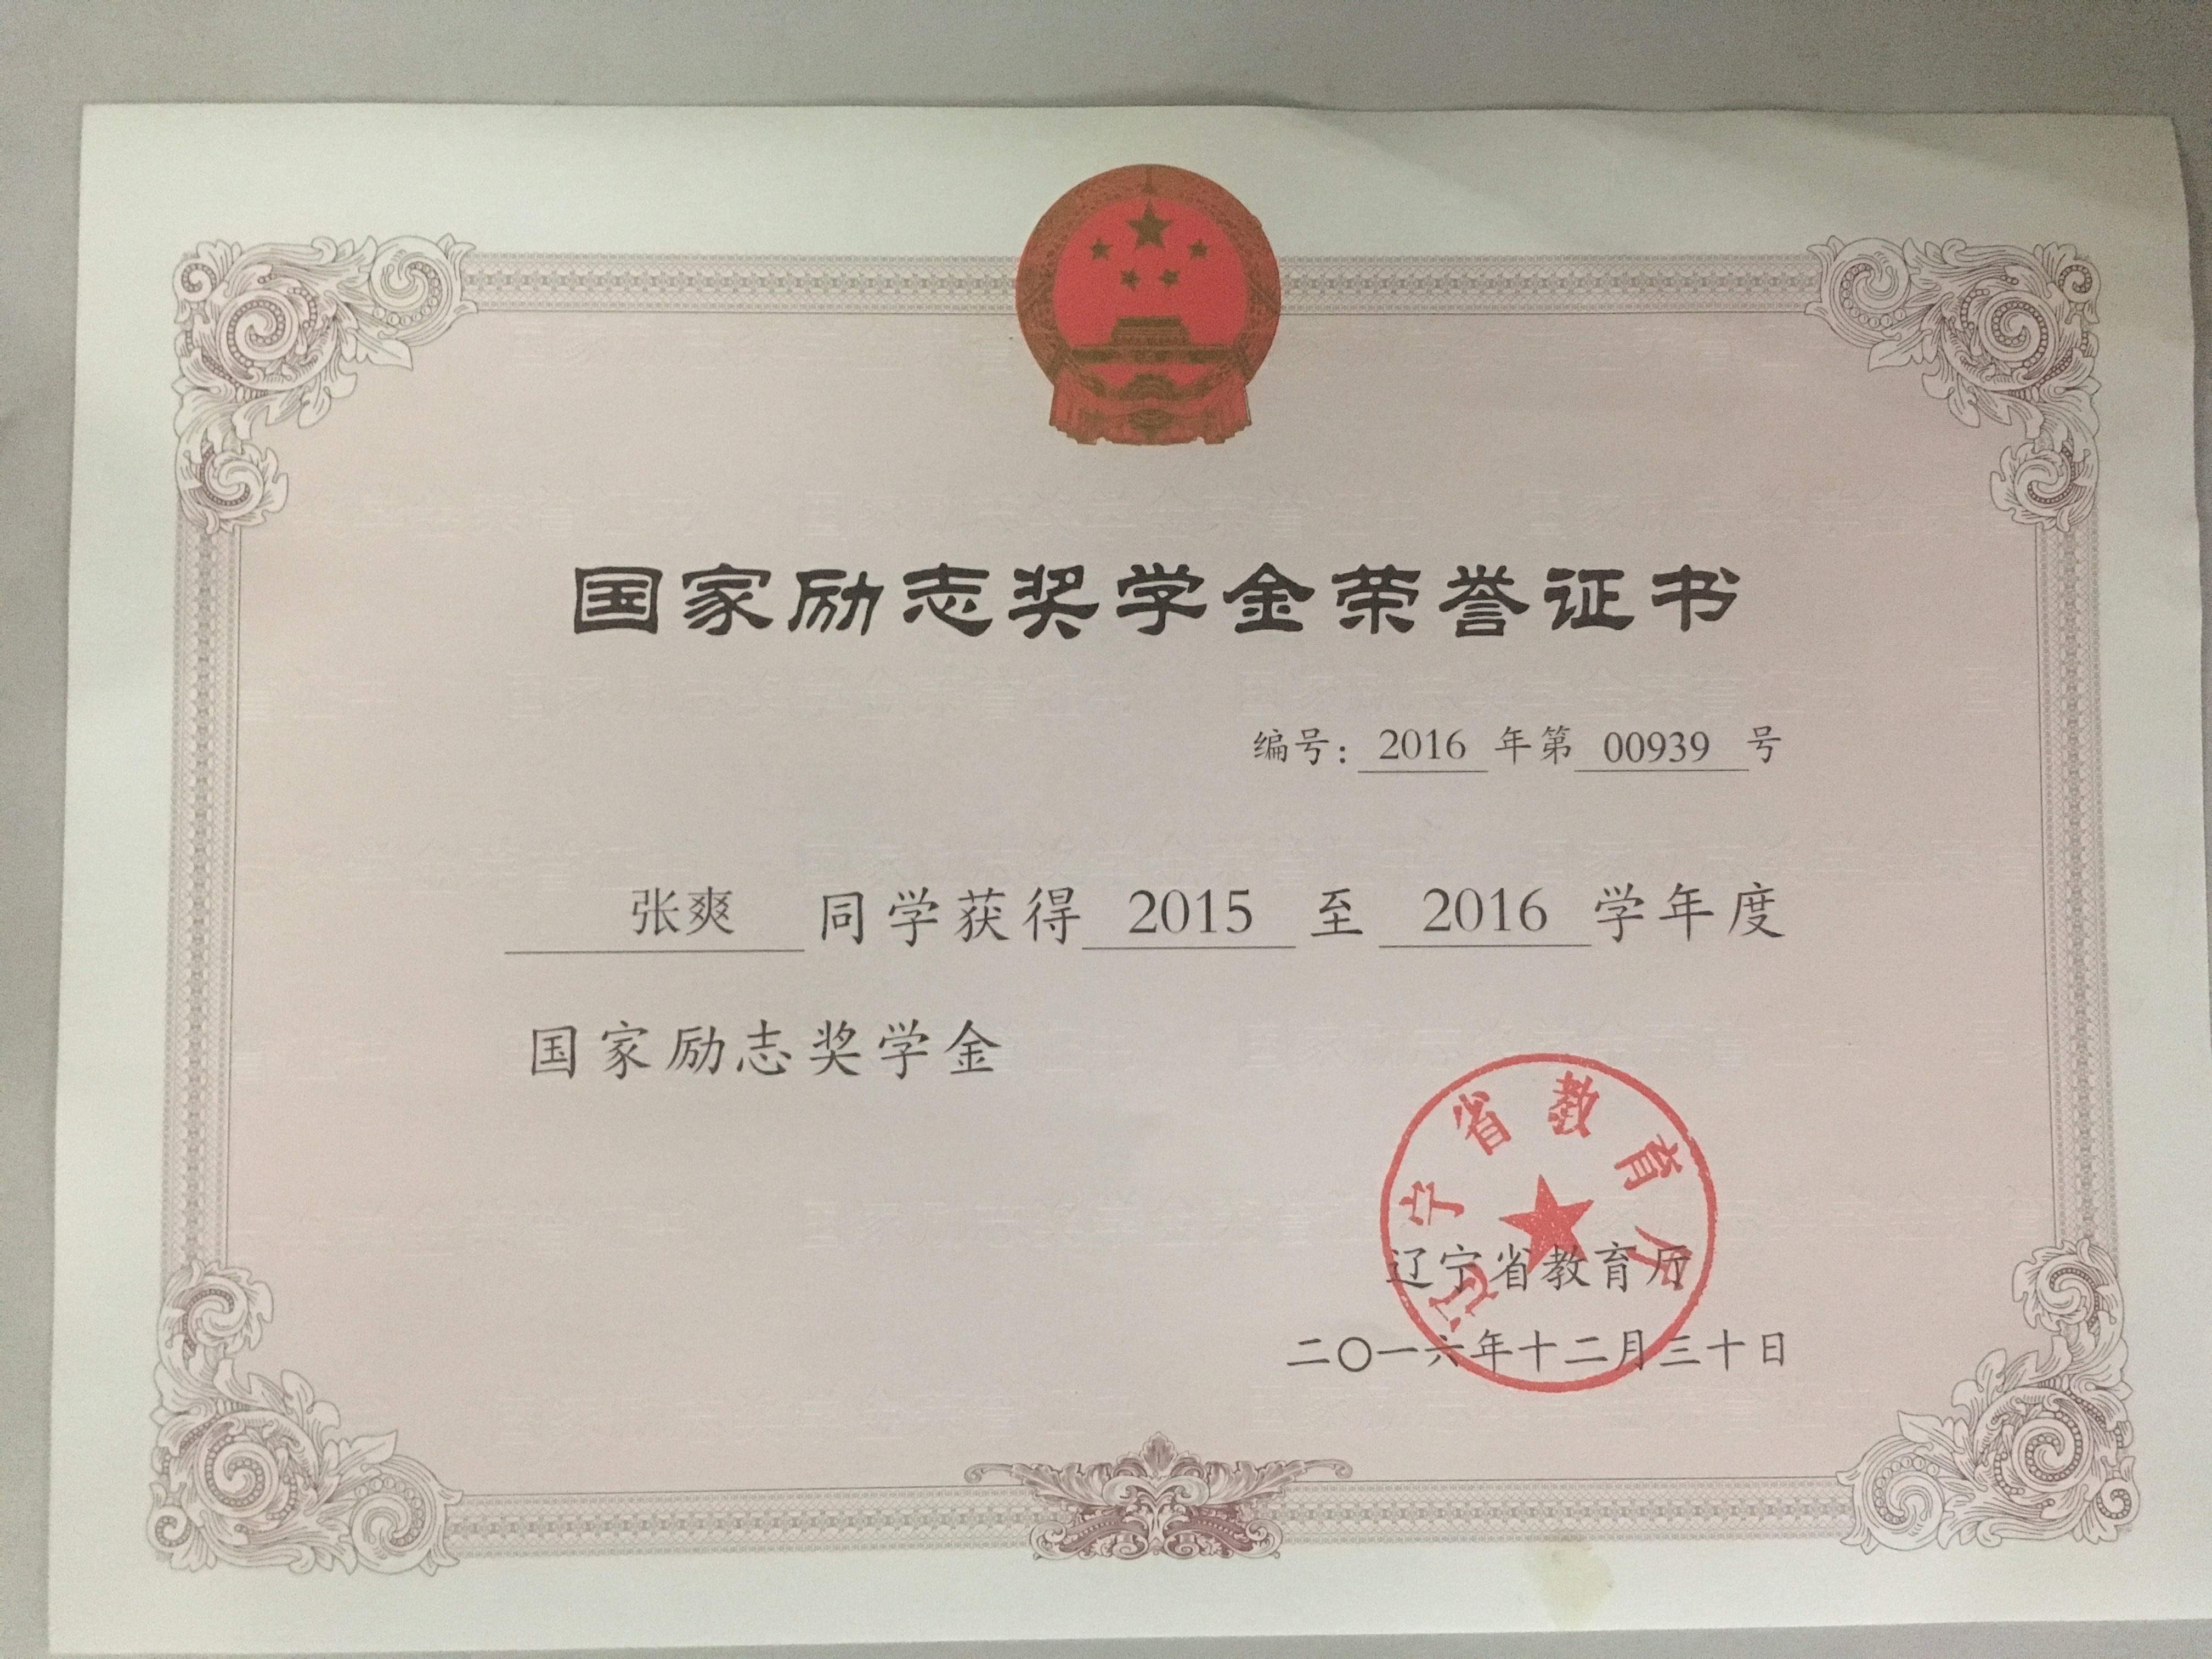 国家励志奖学金荣誉证书
编号：2016 年第 00939 号
张爽 同学获得 2015 至 2016 学年度
国家励志奖学金
辽宁省教育厅
辽宁省教育厅
二〇一六年十二月三十日